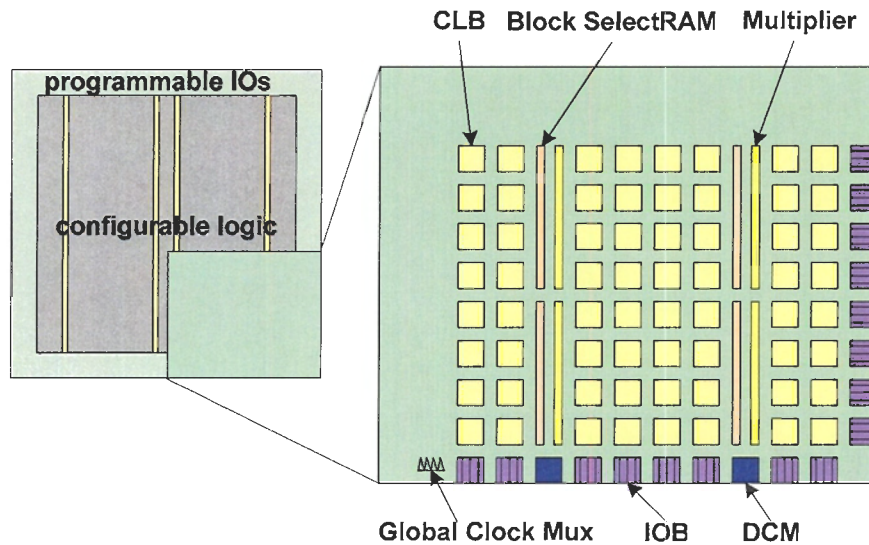 CLB Block SelectRAM Multiplier
programmable IOs
configurable logic
Global Clock Mux IOB DCM